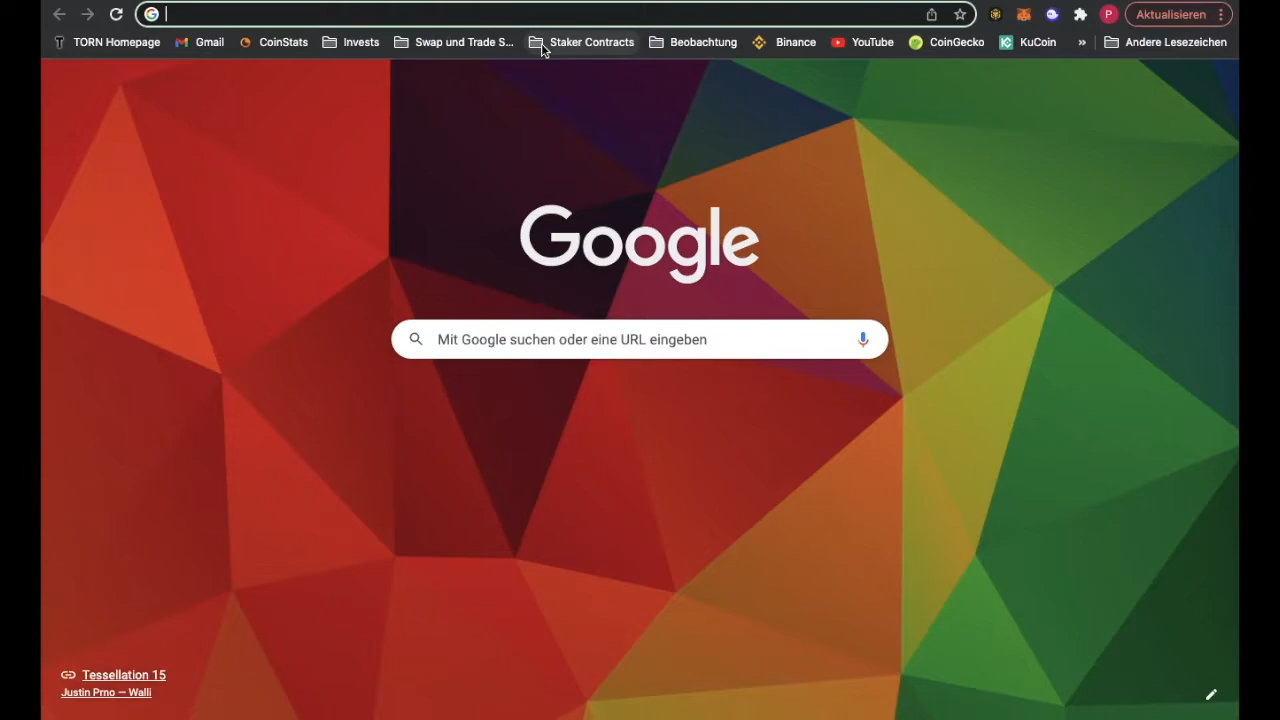 Aktualisieren
TORN Homepage Gmail CoinStats Invests Swap und Trade S... Staker Contracts Beobachtung Binance YouTube CoinGecko KuCoin » Andere Lesezeichen
Google
Mit Google suchen oder eine URL eingeben
Tessellation 15
Justin Prno — Walli